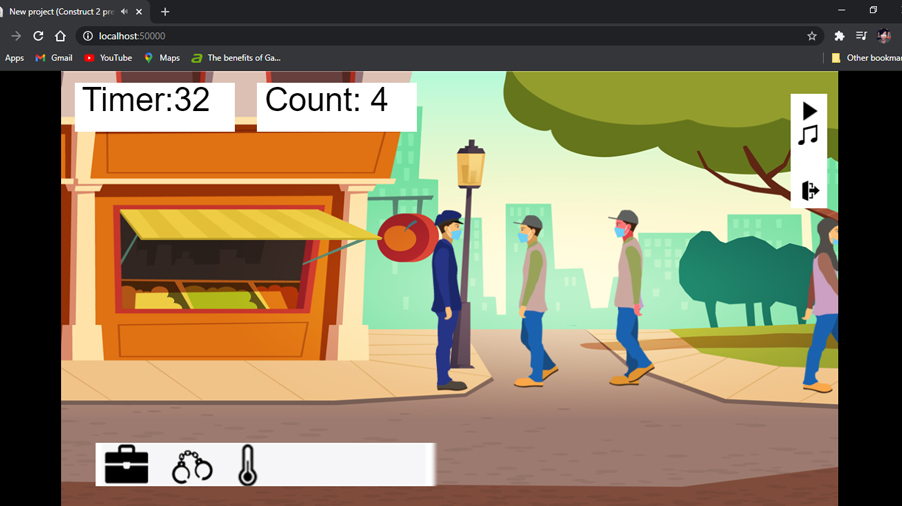 New project (Construct 2 pre
localhost:50000
Apps Gmail YouTube Maps The benefits of Ga... Other bookmar
Timer:32 Count: 4